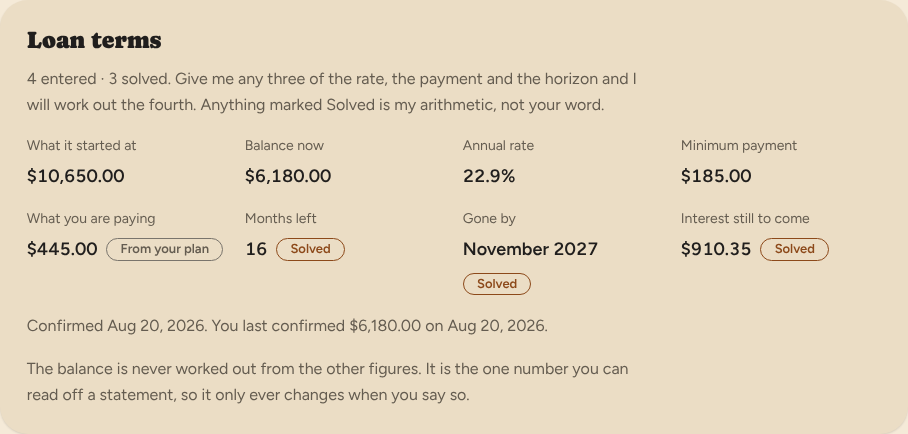 Loan terms
4 entered · 3 solved. Give me any three of the rate, the payment and the horizon and I
will work out the fourth. Anything marked Solved is my arithmetic, not your word.
What it started at
$10,650.00
Balance now
$6,180.00
Annual rate
22.9%
Minimum payment
$185.00
What you are paying
$445.00 From your plan
Months left
16 Solved
Gone by
November 2027
Solved
Interest still to come
$910.35 Solved
Confirmed Aug 20, 2026. You last confirmed $6,180.00 on Aug 20, 2026.
The balance is never worked out from the other figures. It is the one number you can
read off a statement, so it only ever changes when you say so.